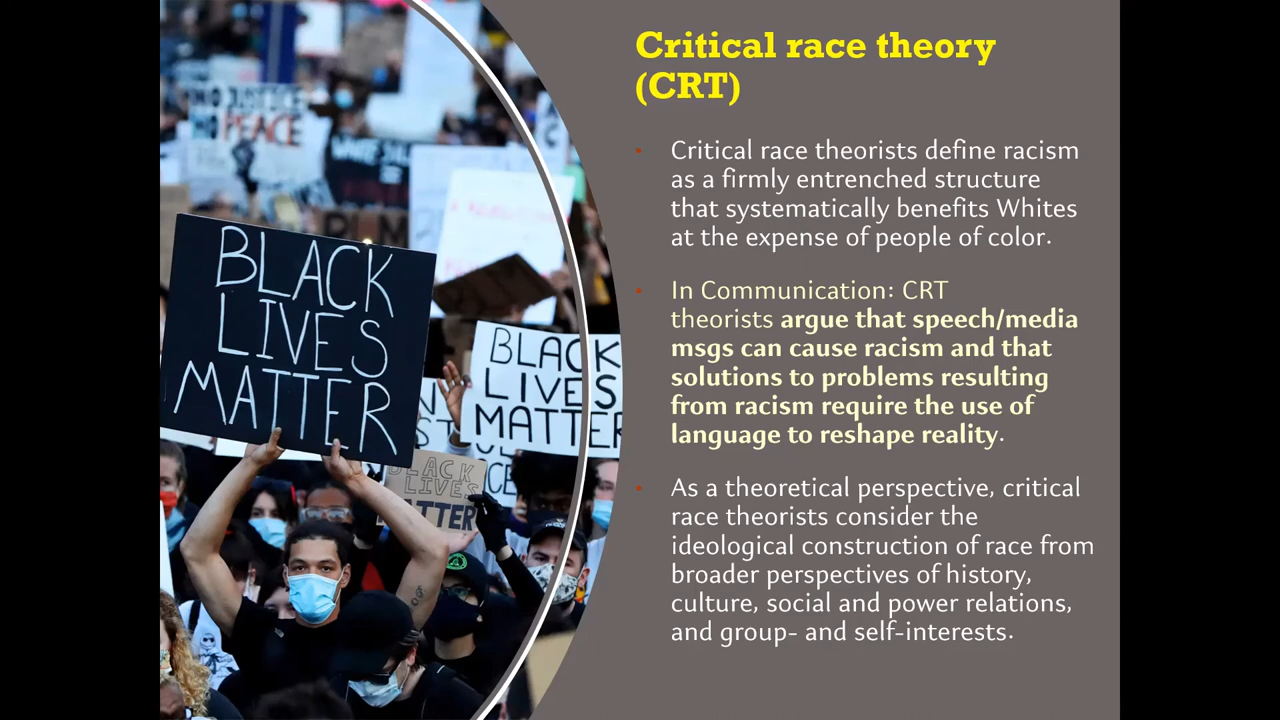 Critical race theory
(CRT)
Critical race theorists define racism
as a firmly entrenched structure
that systematically benefits Whites
at the expense of people of color.
In Communication: CRT
theorists argue that speech/media
msgs can cause racism and that
solutions to problems resulting
from racism require the use of
language to reshape reality.
As a theoretical perspective, critical
race theorists consider the
ideological construction of race from
broader perspectives of history,
culture, social and power relations,
and group- and self-interests.
NO JUSTICE
NO PEACE
BLACK
LIVES
MATTER
BLACK
LIVES
MATTER
BLACK
LIVES
MATTER